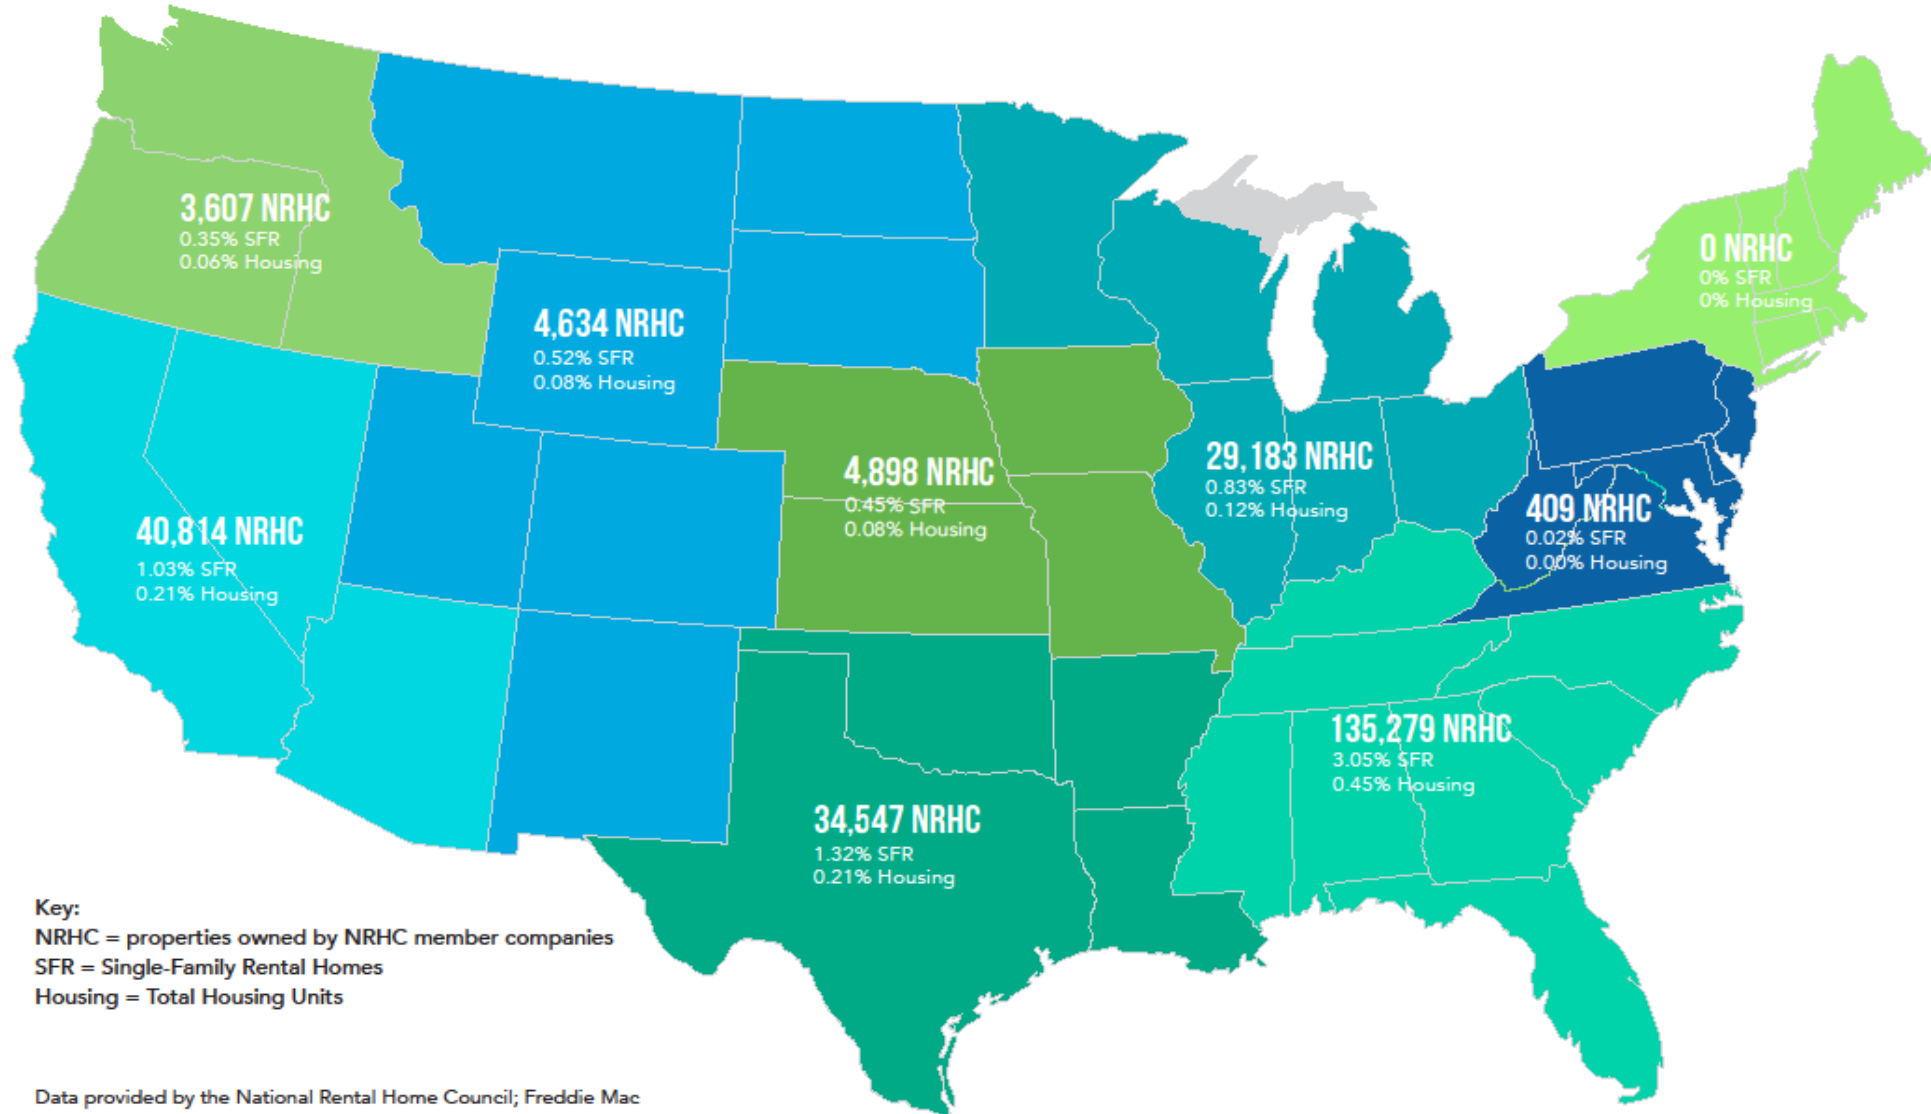 3,607 NRHC
0.35% SFR
0.06% Housing
4,634 NRHC
0.52% SFR
0.08% Housing
0 NRHC
0% SFR
0% Housing
40,814 NRHC
1.03% SFR
0.21% Housing
4,898 NRHC
0.45% SFR
0.08% Housing
29,183 NRHC
0.83% SFR
0.12% Housing
409 NRHC
0.02% SFR
0.00% Housing
34,547 NRHC
1.32% SFR
0.21% Housing
135,279 NRHC
3.05% SFR
0.45% Housing
Key:
NRHC = properties owned by NRHC member companies
SFR = Single-Family Rental Homes
Housing = Total Housing Units
Data provided by the National Rental Home Council; Freddie Mac